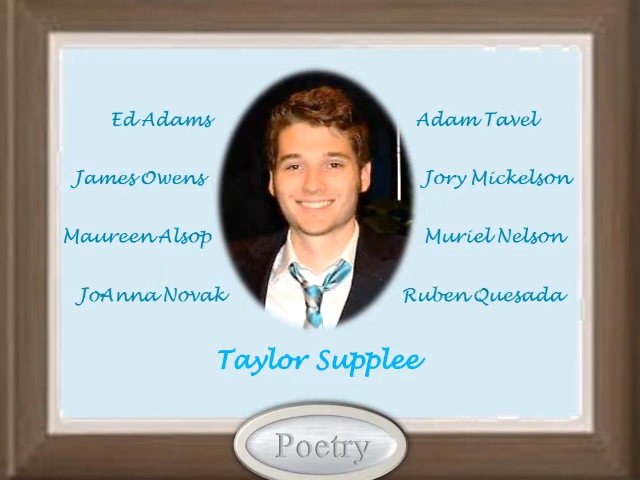 Ed Adams
Adam Tavel
James Owens
Jory Mickelson
Maureen Alsop
Muriel Nelson
JoAnna Novak
Ruben Quesada
Taylor Supplee
Poetry